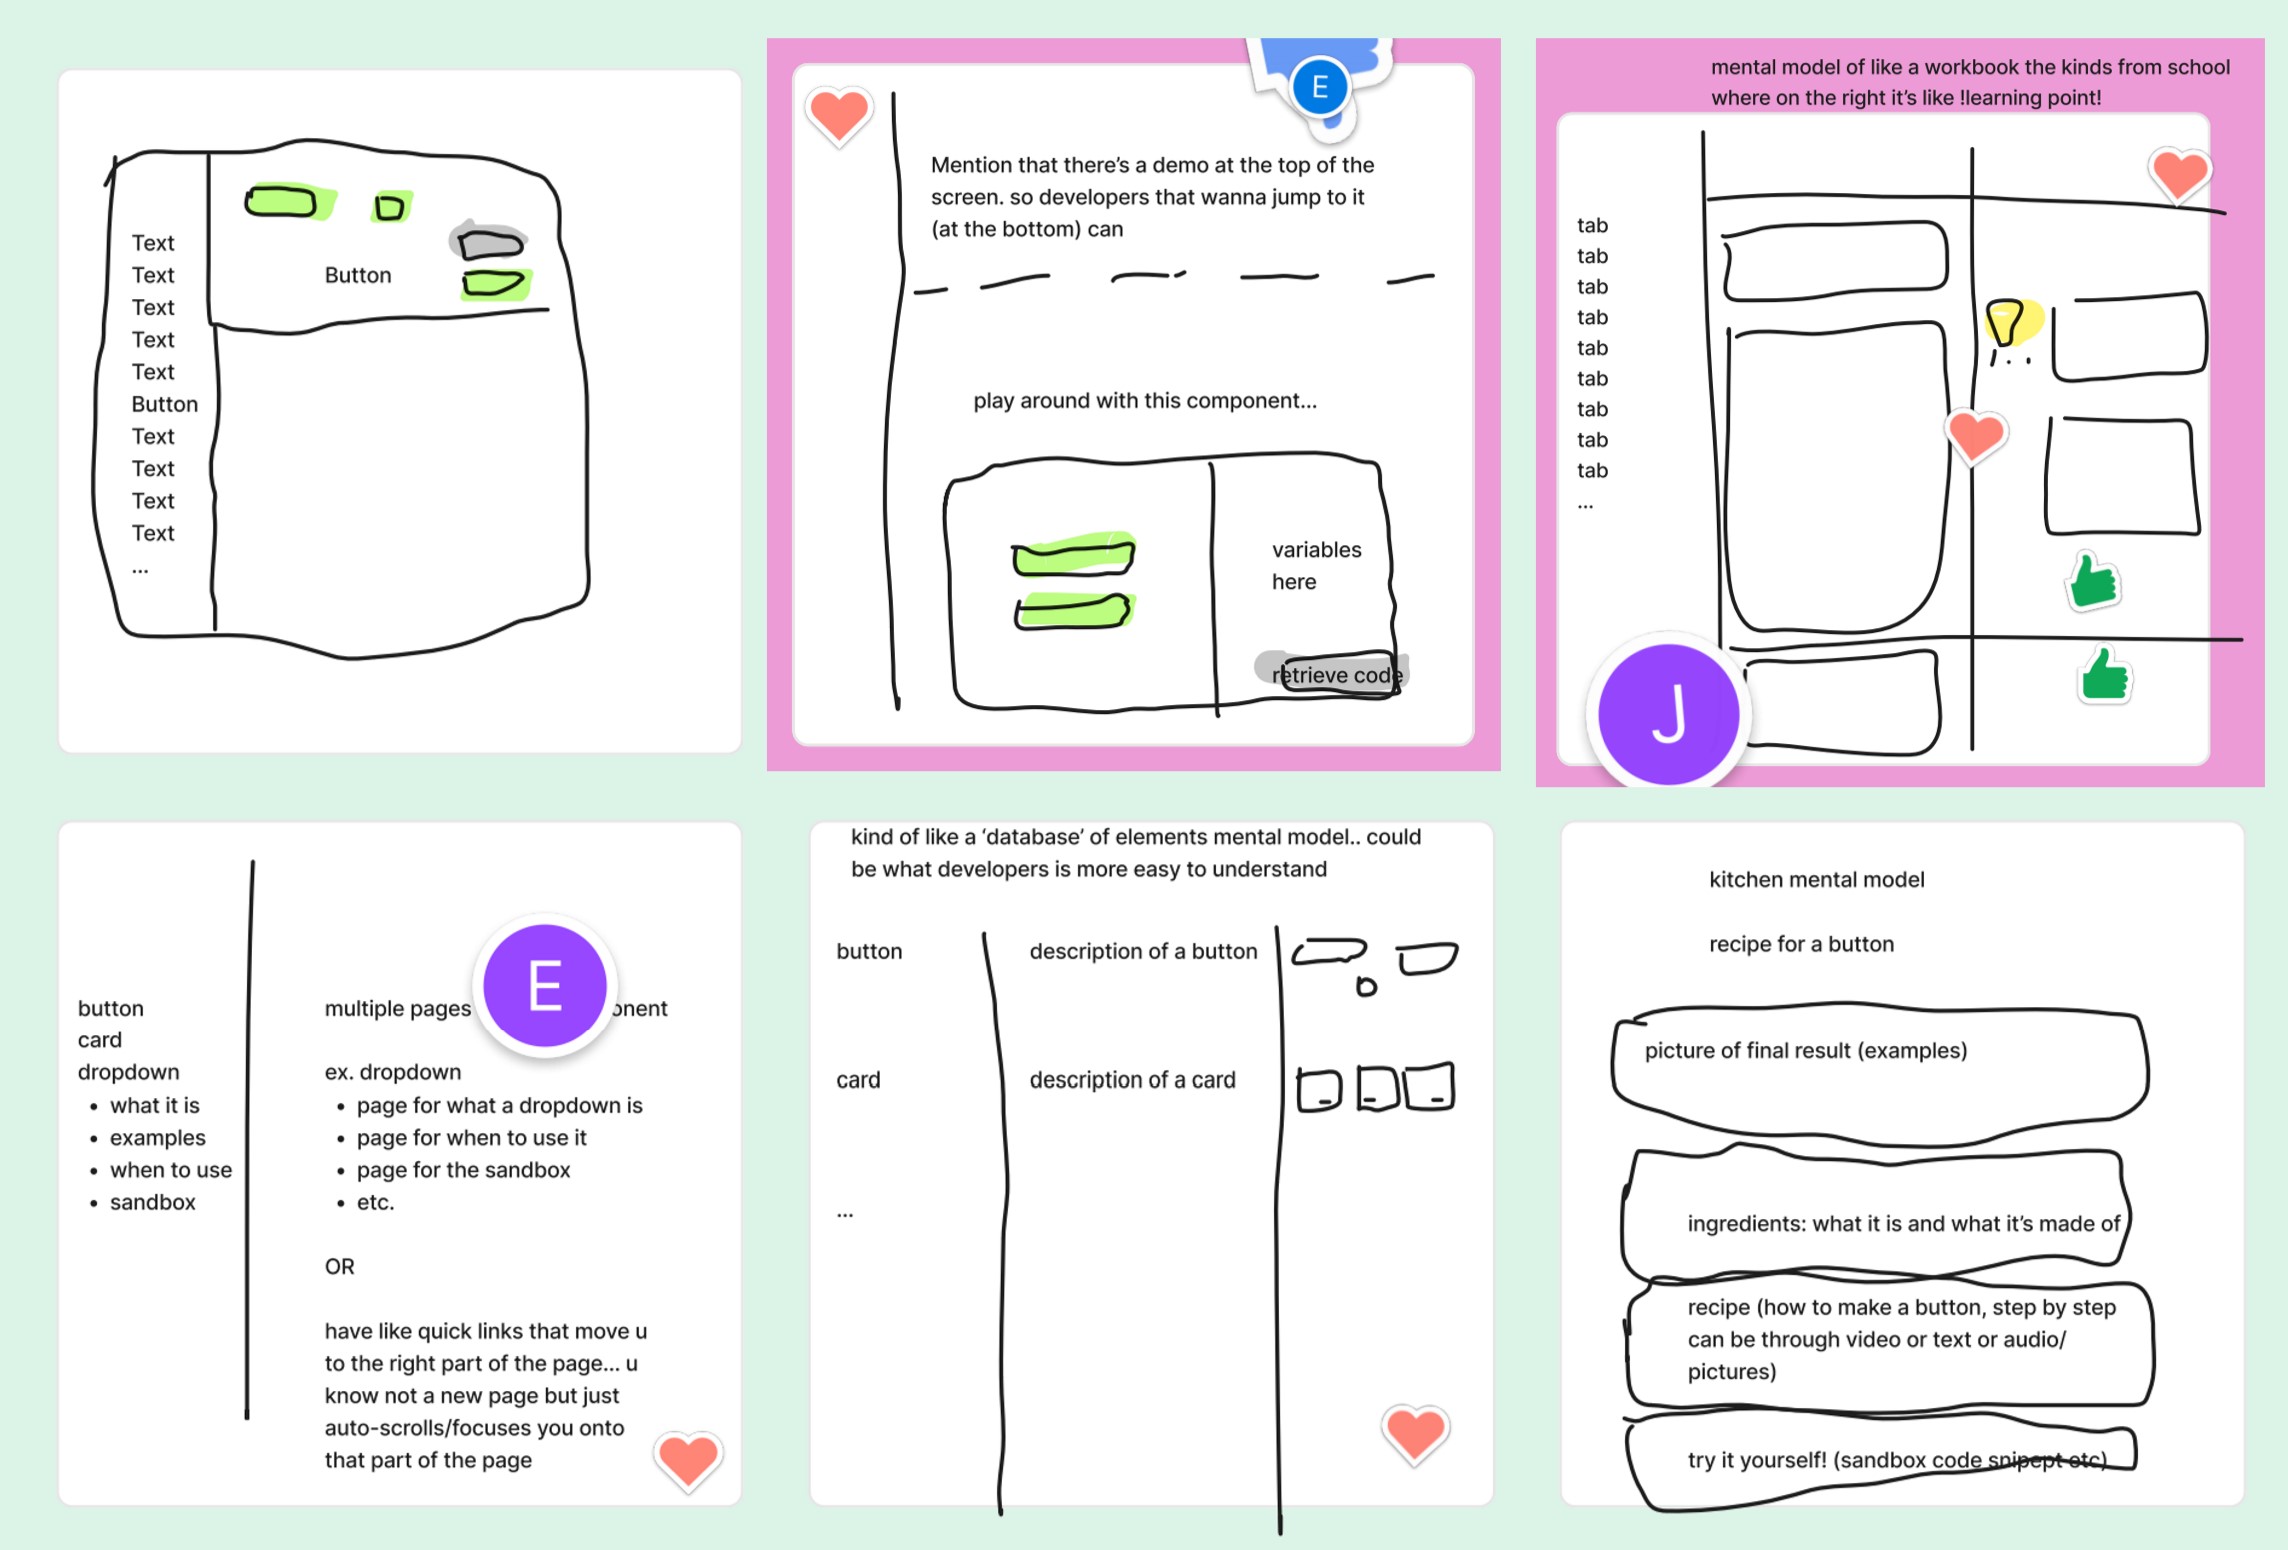 Text
Text
Text
Text
Text
Button
Text
Text
Text
Text
...
Button
E
Mention that there's a demo at the top of the
screen. so developers that wanna jump to it
(at the bottom) can
play around with this component...
variables
here
retrieve code
mental model of like a workbook the kinds from school
where on the right it's like !learning point!
tab
tab
tab
tab
tab
tab
tab
tab
tab
...
J
button
card
dropdown
• what it is
• examples
• when to use
• sandbox
E
multiple pages
ex. dropdown
• page for what a dropdown is
• page for when to use it
• page for the sandbox
• etc.
OR
have like quick links that move u
to the right part of the page... u
know not a new page but just
auto-scrolls/focuses you onto
that part of the page
kind of like a ‘database’ of elements mental model.. could
be what developers is more easy to understand
button
description of a button
card
description of a card
...
kitchen mental model
recipe for a button
picture of final result (examples)
ingredients: what it is and what it's made of
recipe (how to make a button, step by step
can be through video or text or audio/
pictures)
try it yourself! (sandbox code snipept etc)